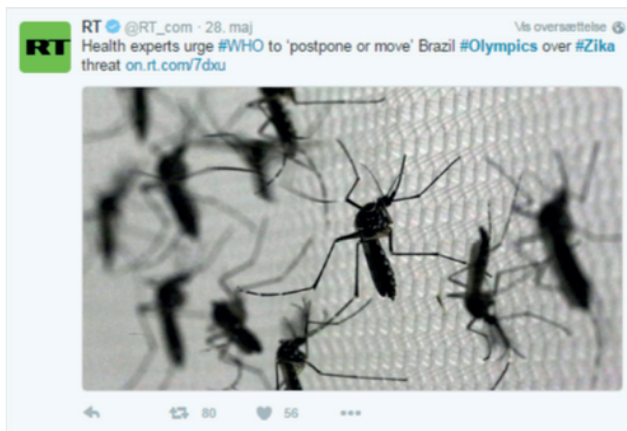 RT @RT_com · 28. maj Vis oversættelse
RT
Health experts urge #WHO to 'postpone or move' Brazil #Olympics over #Zika
threat on.rt.com/7dxu
80 56